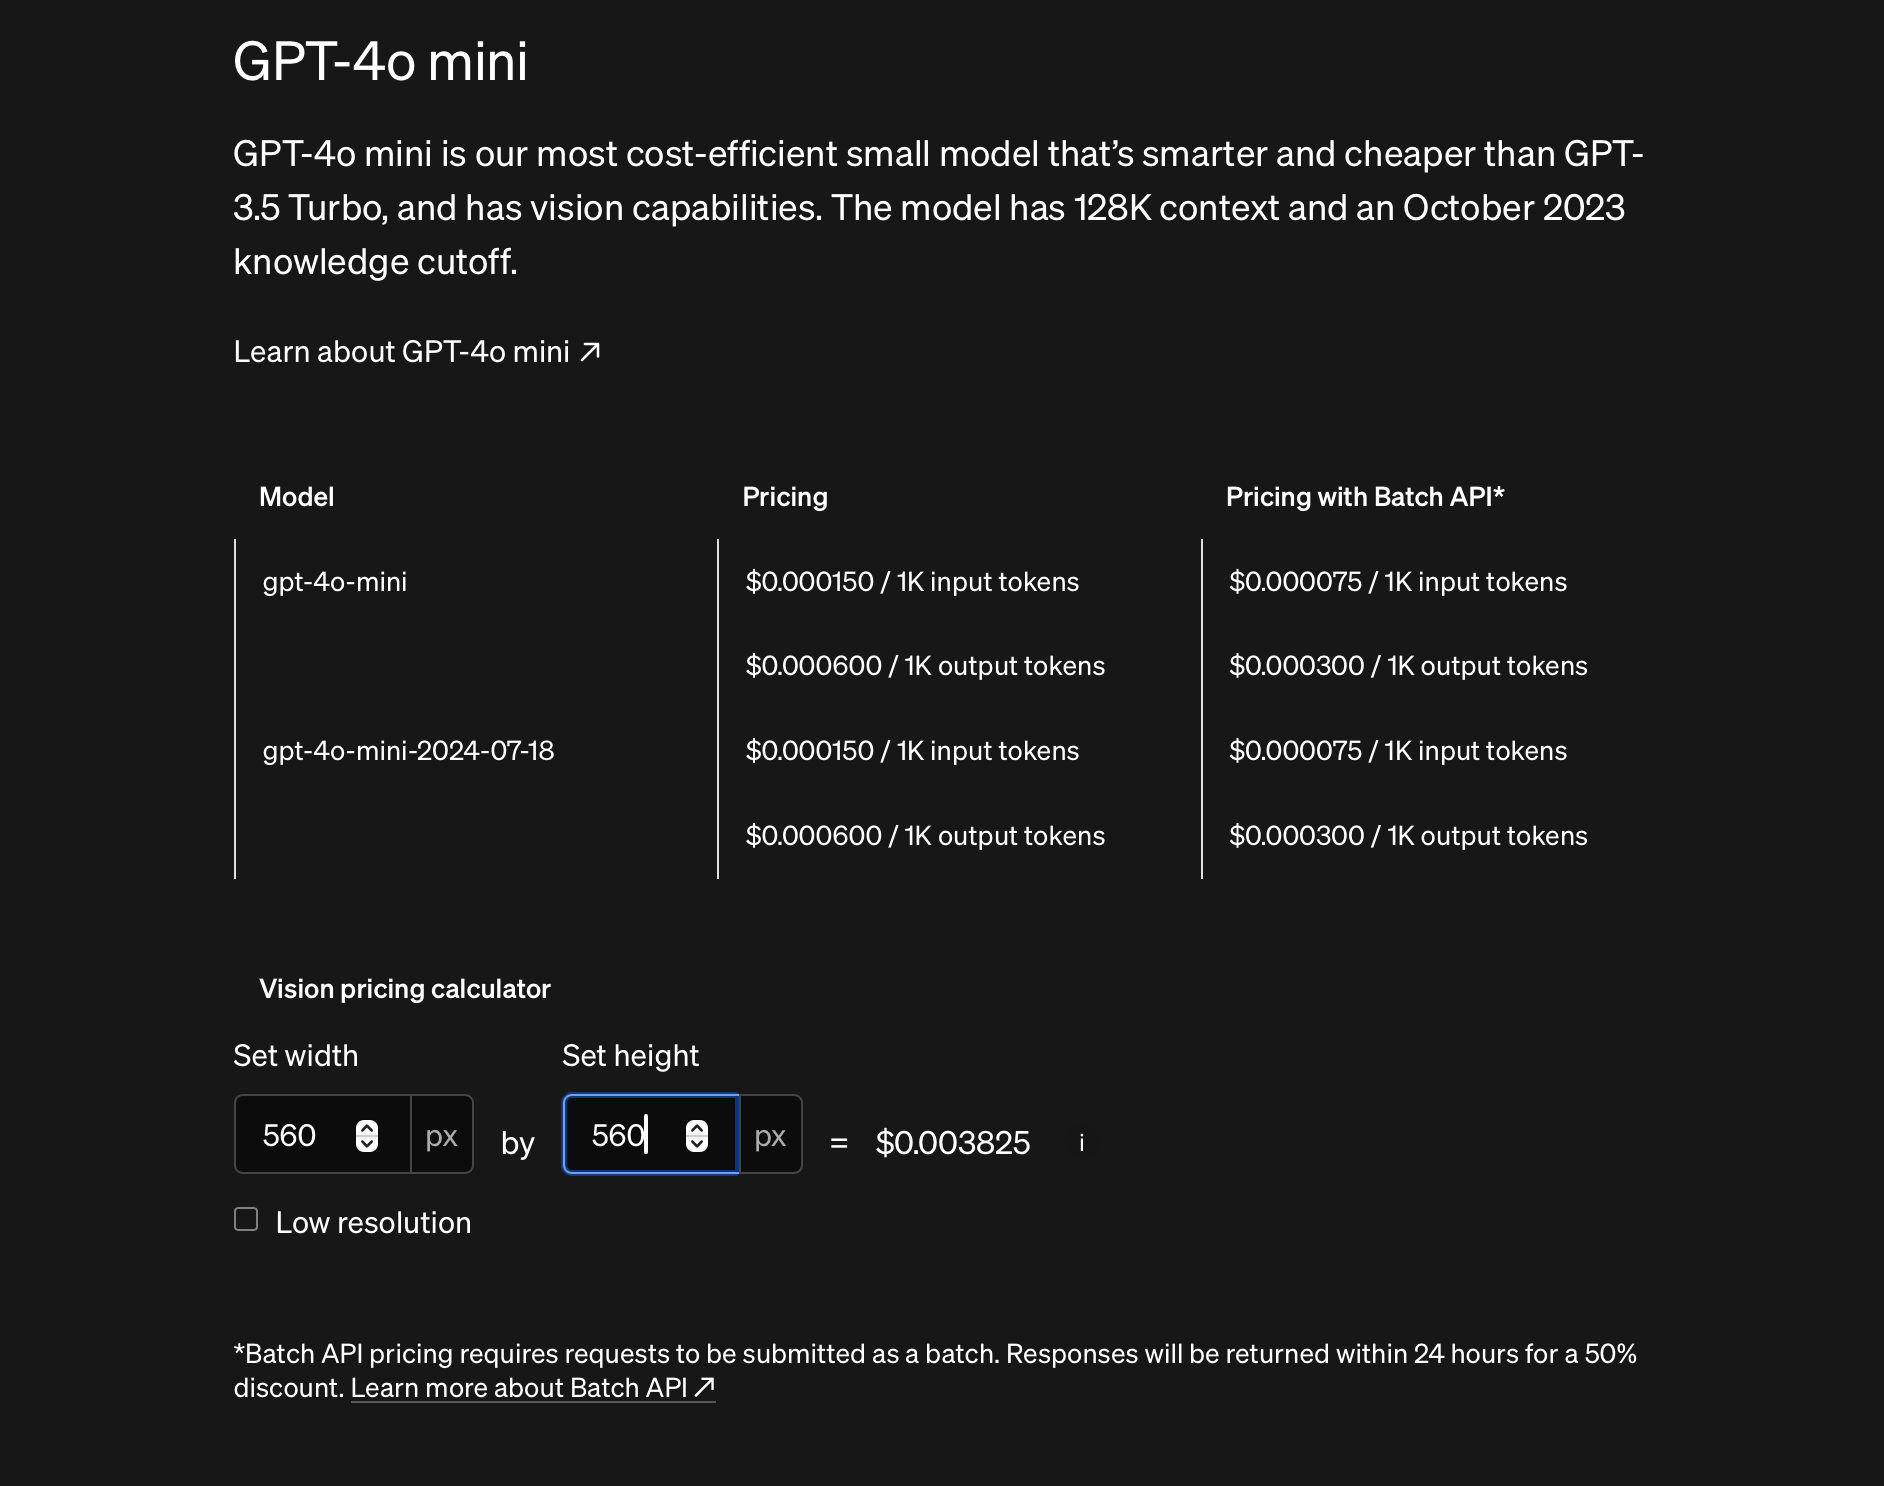 GPT-4o mini
GPT-4o mini is our most cost-efficient small model that’s smarter and cheaper than GPT-
3.5 Turbo, and has vision capabilities. The model has 128K context and an October 2023
knowledge cutoff.
Learn about GPT-4o mini ↗
Model Pricing Pricing with Batch API*
gpt-4o-mini $0.000150 / 1K input tokens $0.000075 / 1K input tokens
$0.000600 / 1K output tokens $0.000300 / 1K output tokens
gpt-4o-mini-2024-07-18 $0.000150 / 1K input tokens $0.000075 / 1K input tokens
$0.000600 / 1K output tokens $0.000300 / 1K output tokens
Vision pricing calculator
Set width Set height
560 px by 560 px = $0.003825 i
Low resolution
*Batch API pricing requires requests to be submitted as a batch. Responses will be returned within 24 hours for a 50%
discount. Learn more about Batch API ↗